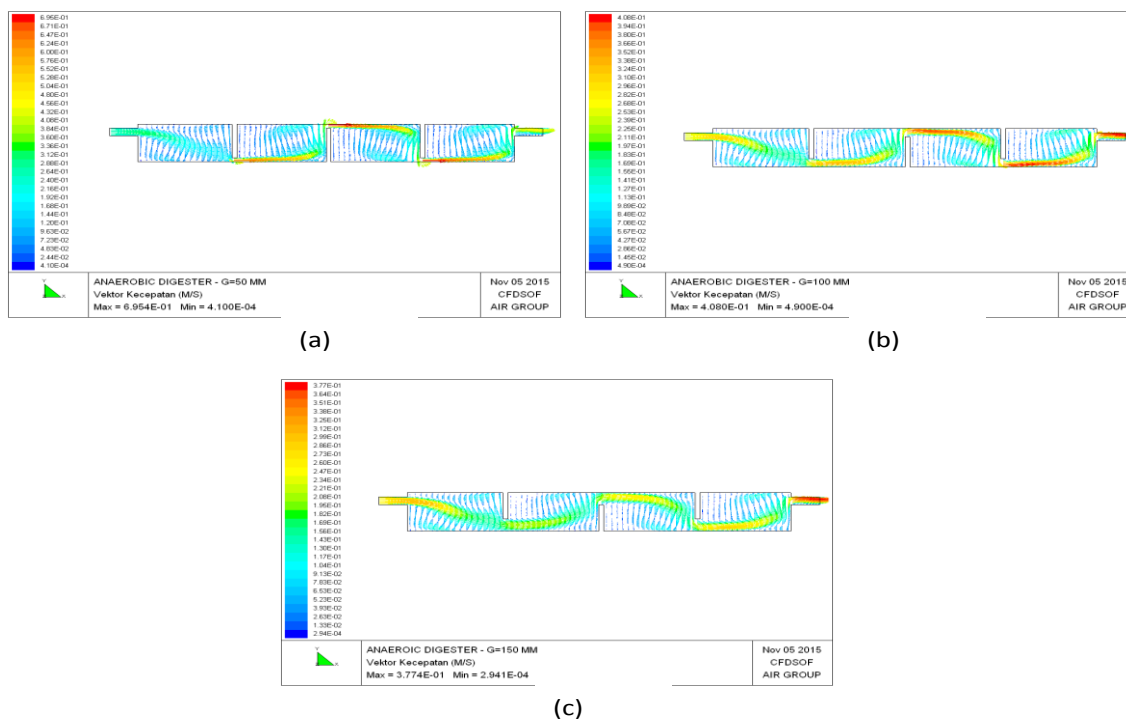 6.95E-01
6.71E-01
6.47E-01
6.24E-01
6.00E-01
5.76E-01
5.52E-01
5.28E-01
5.04E-01
4.80E-01
4.56E-01
4.32E-01
4.08E-01
3.84E-01
3.60E-01
3.36E-01
3.12E-01
2.88E-01
2.64E-01
2.40E-01
2.16E-01
1.92E-01
1.68E-01
1.44E-01
1.20E-01
9.63E-02
7.23E-02
4.83E-02
2.44E-02
4.10E-04
Y
X
ANAEROBIC DIGESTER - G=50 MM
Vektor Kecepatan (M/S)
Max = 6.954E-01 Min = 4.100E-04
Nov 05 2015
CFDSOF
AIR GROUP
(a)
4.08E-01
3.94E-01
3.80E-01
3.66E-01
3.52E-01
3.38E-01
3.24E-01
3.10E-01
2.96E-01
2.82E-01
2.68E-01
2.53E-01
2.39E-01
2.25E-01
2.11E-01
1.97E-01
1.83E-01
1.69E-01
1.55E-01
1.41E-01
1.27E-01
1.13E-01
9.89E-02
8.48E-02
7.08E-02
5.67E-02
4.27E-02
2.86E-02
1.45E-02
4.90E-04
Y
X
ANAEROBIC DIGESTER - G=100 MM
Vektor Kecepatan (M/S)
Max = 4.080E-01 Min = 4.900E-04
Nov 05 2015
CFDSOF
AIR GROUP
(b)
3.77E-01
3.64E-01
3.51E-01
3.38E-01
3.25E-01
3.12E-01
2.99E-01
2.86E-01
2.73E-01
2.60E-01
2.47E-01
2.34E-01
2.21E-01
2.08E-01
1.95E-01
1.82E-01
1.69E-01
1.56E-01
1.43E-01
1.30E-01
1.17E-01
1.04E-01
9.13E-02
7.83E-02
6.53E-02
5.23E-02
3.93E-02
2.63E-02
1.33E-02
2.94E-04
Y
X
ANAEROIC DIGESTER - G=150 MM
Vektor Kecepatan (M/S)
Max = 3.774E-01 Min = 2.941E-04
Nov 05 2015
CFDSOF
AIR GROUP
(c)